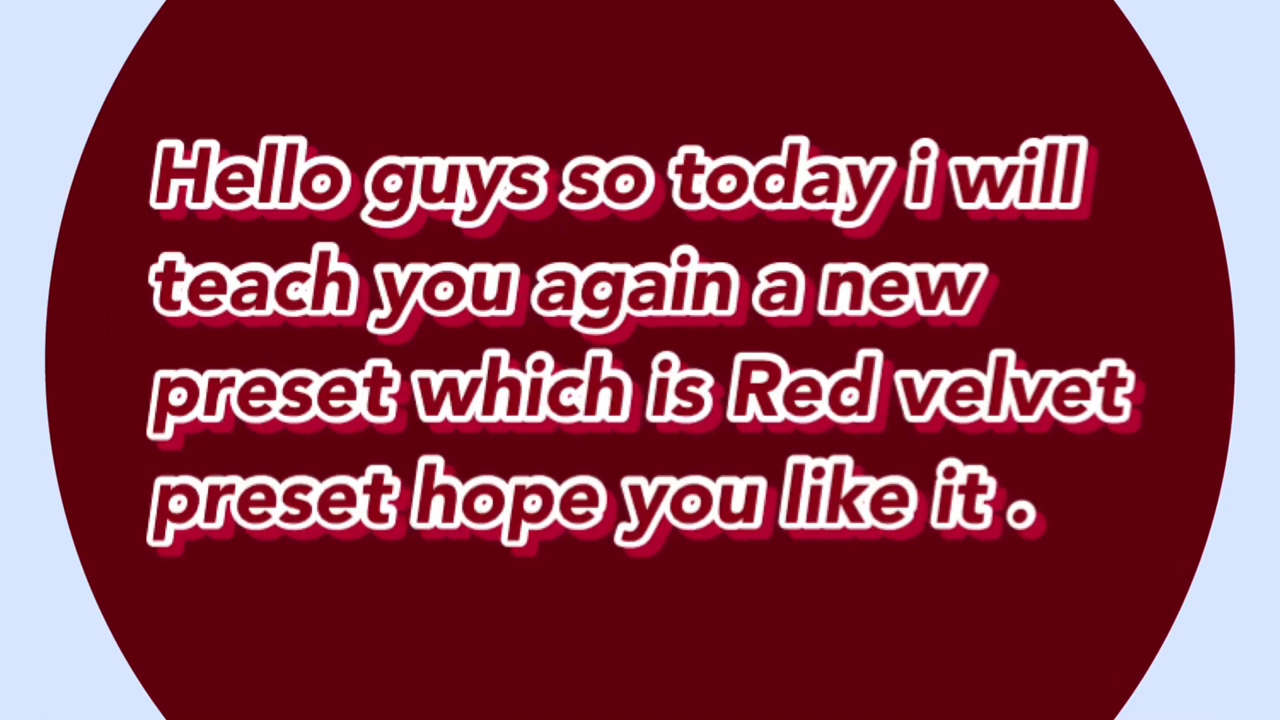 Hello guys so today i will
teach you again a new
preset which is Red velvet
preset hope you like it .